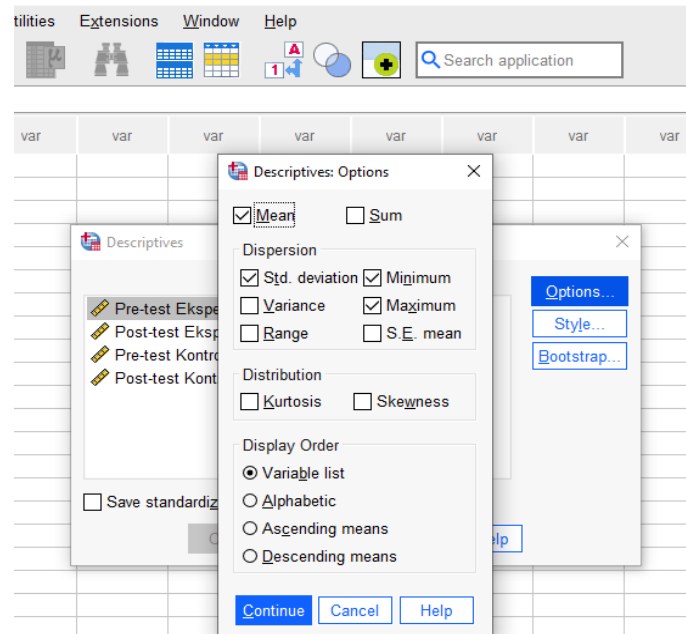 tilities Extensions Window Help
A
1
Search application
var var var var var var var var
Descriptives: Options
Mean Sum
Descriptives
Dispersion
Std. deviation Minimum
Options...
Variance Maximum
Pre-test Ekspe
Style...
Post-test Eksp
Range S.E. mean
Pre-test Kontro
Bootstrap...
Post-test Kont
Distribution
Kurtosis Skewness
Display Order
Variable list
Save standardiz
Alphabetic
Ascending means
elp
Descending means
Continue Cancel Help